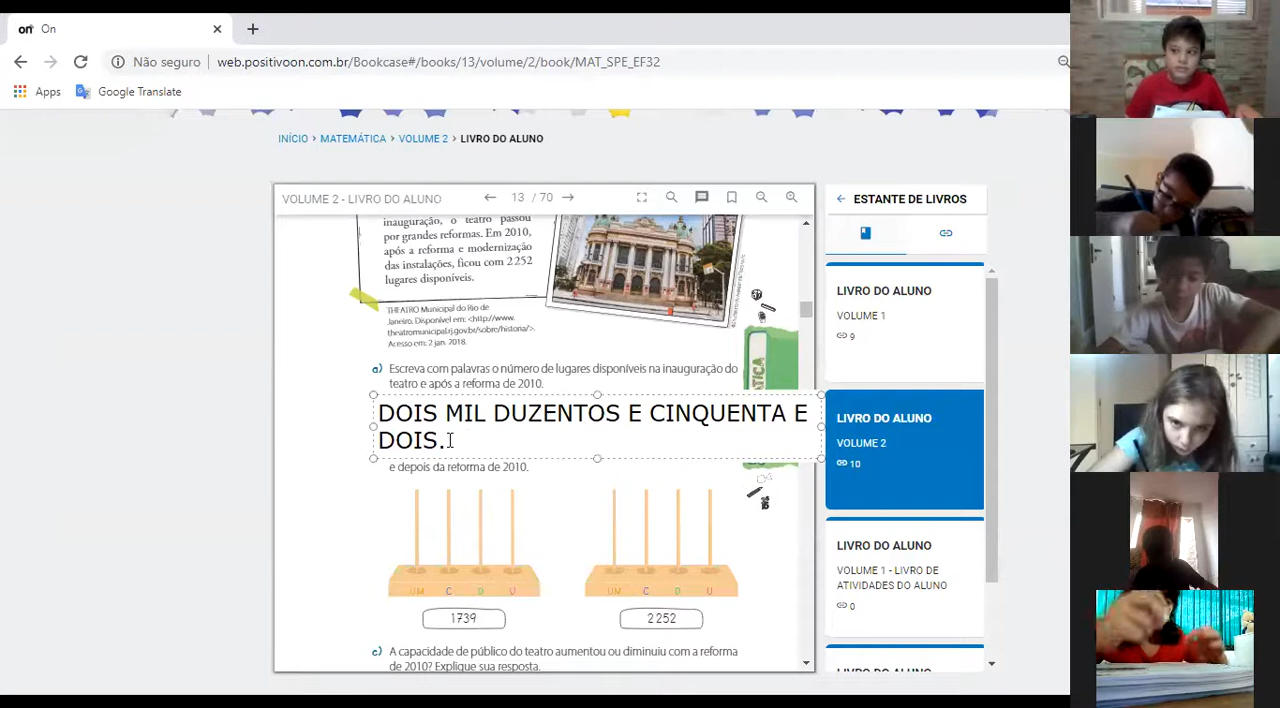 on On
Não seguro web.positivoon.com.br/Bookcase#/books/13/volume/2/book/MAT_SPE_EF32
Apps Google Translate
INÍCIO > MATEMÁTICA > VOLUME 2 > LIVRO DO ALUNO
VOLUME 2 - LIVRO DO ALUNO 13 / 70
inauguração, o teatro passou
por grandes reformas. Em 2010,
após a reforma e modernização
das instalações, ficou com 2 252
lugares disponíveis.
THEATRO Municipal do Rio de
Janeiro. Disponível em: <http://www.
theatromunicipal.rj.gov.br/sobre/historia/>.
Acesso em: 2 jan. 2018.
a) Escreva com palavras o número de lugares disponíveis na inauguração do
teatro e após a reforma de 2010.
DOIS MIL DUZENTOS E CINQUENTA E
DOIS.
e depois da reforma de 2010.
UM C D U
UM C D U
1739
2 252
c) A capacidade de público do teatro aumentou ou diminuiu com a reforma
de 2010? Explique sua resposta.
ESTANTE DE LIVROS
LIVRO DO ALUNO
VOLUME 1
9
LIVRO DO ALUNO
VOLUME 2
10
LIVRO DO ALUNO
VOLUME 1 - LIVRO DE
ATIVIDADES DO ALUNO
0
LIVRO DO ALUNO